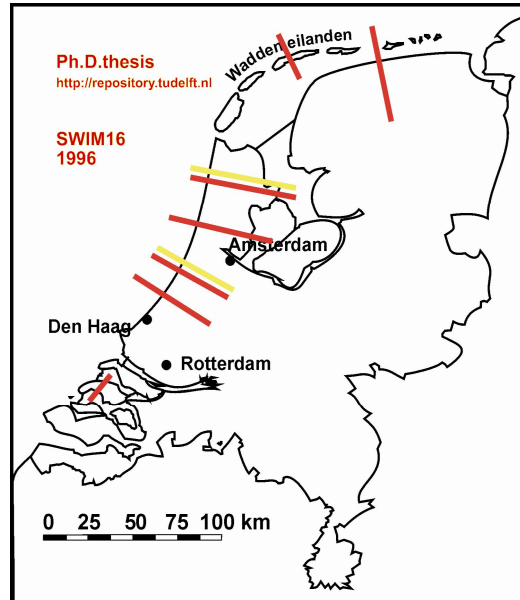 Waddeneilanden
Ph.D.thesis
http://repository.tudelft.nl
SWIM16
1996
Amsterdam
Den Haag
Rotterdam
0 25 50 75 100 km